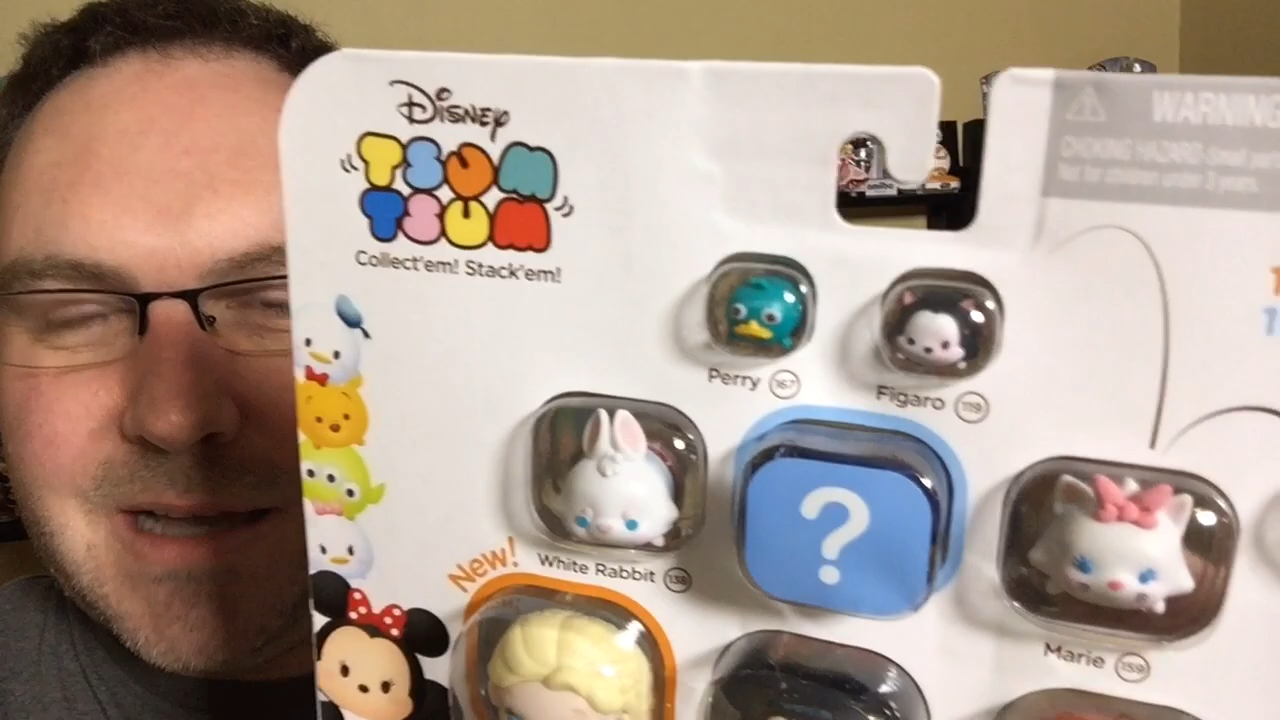 Disney
TSUM
TSUM
Collect'em! Stack'em!
WARNING
CHOKING HAZARD-Small
Not for children under 3 years.
amiibo
Perry 167
Figaro 119
?
White Rabbit 138
New!
Marie 159